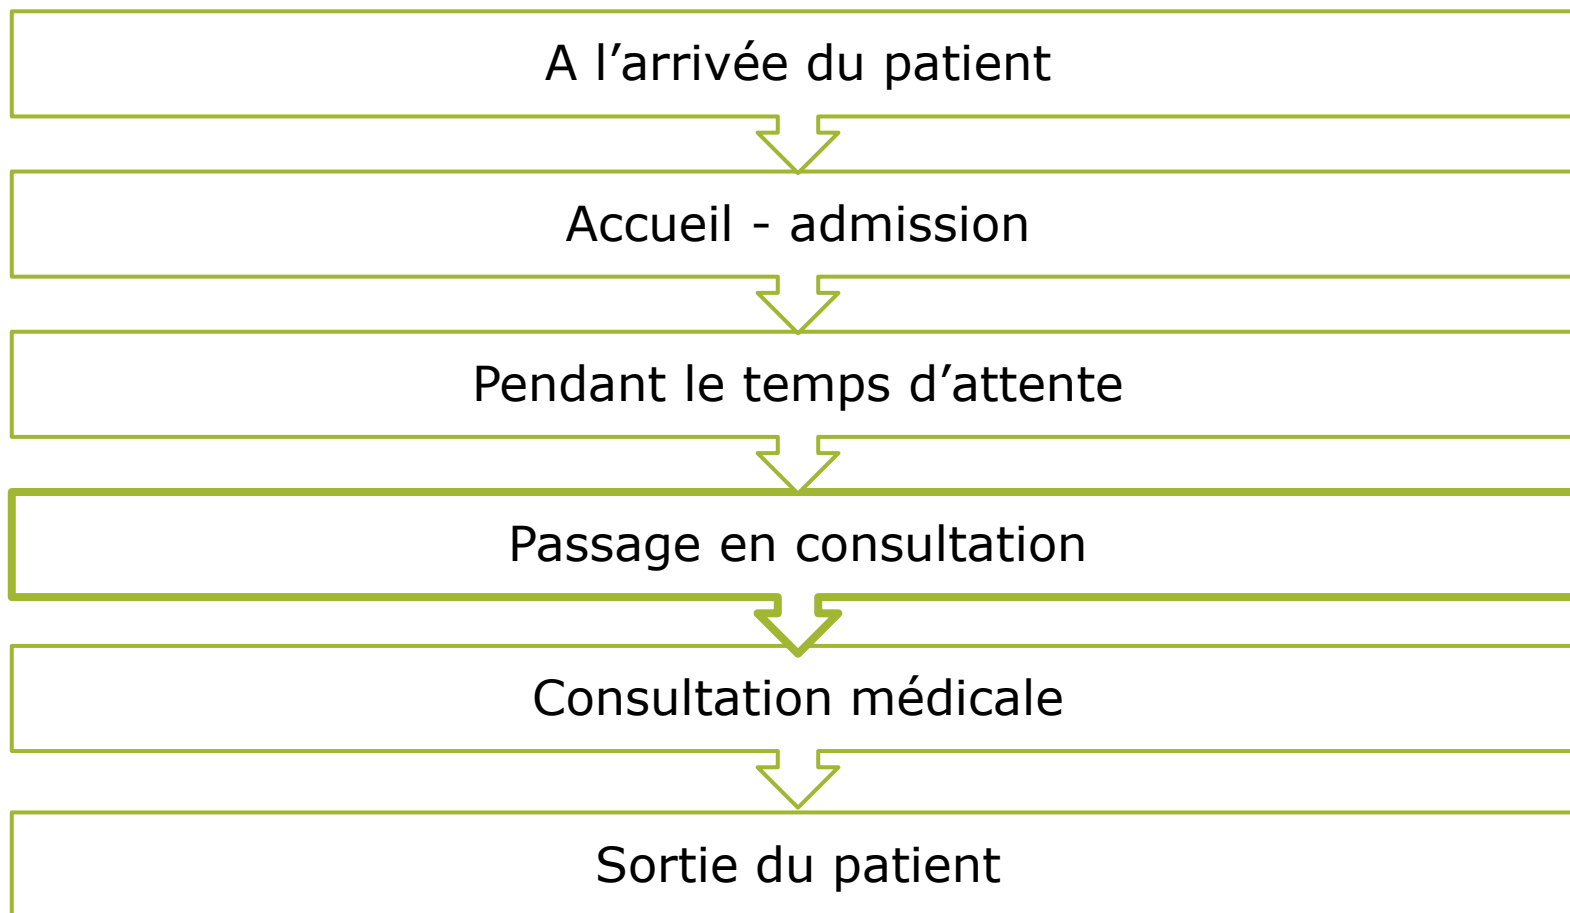 A l’arrivée du patient
Accueil - admission
Pendant le temps d’attente
Passage en consultation
Consultation médicale
Sortie du patient